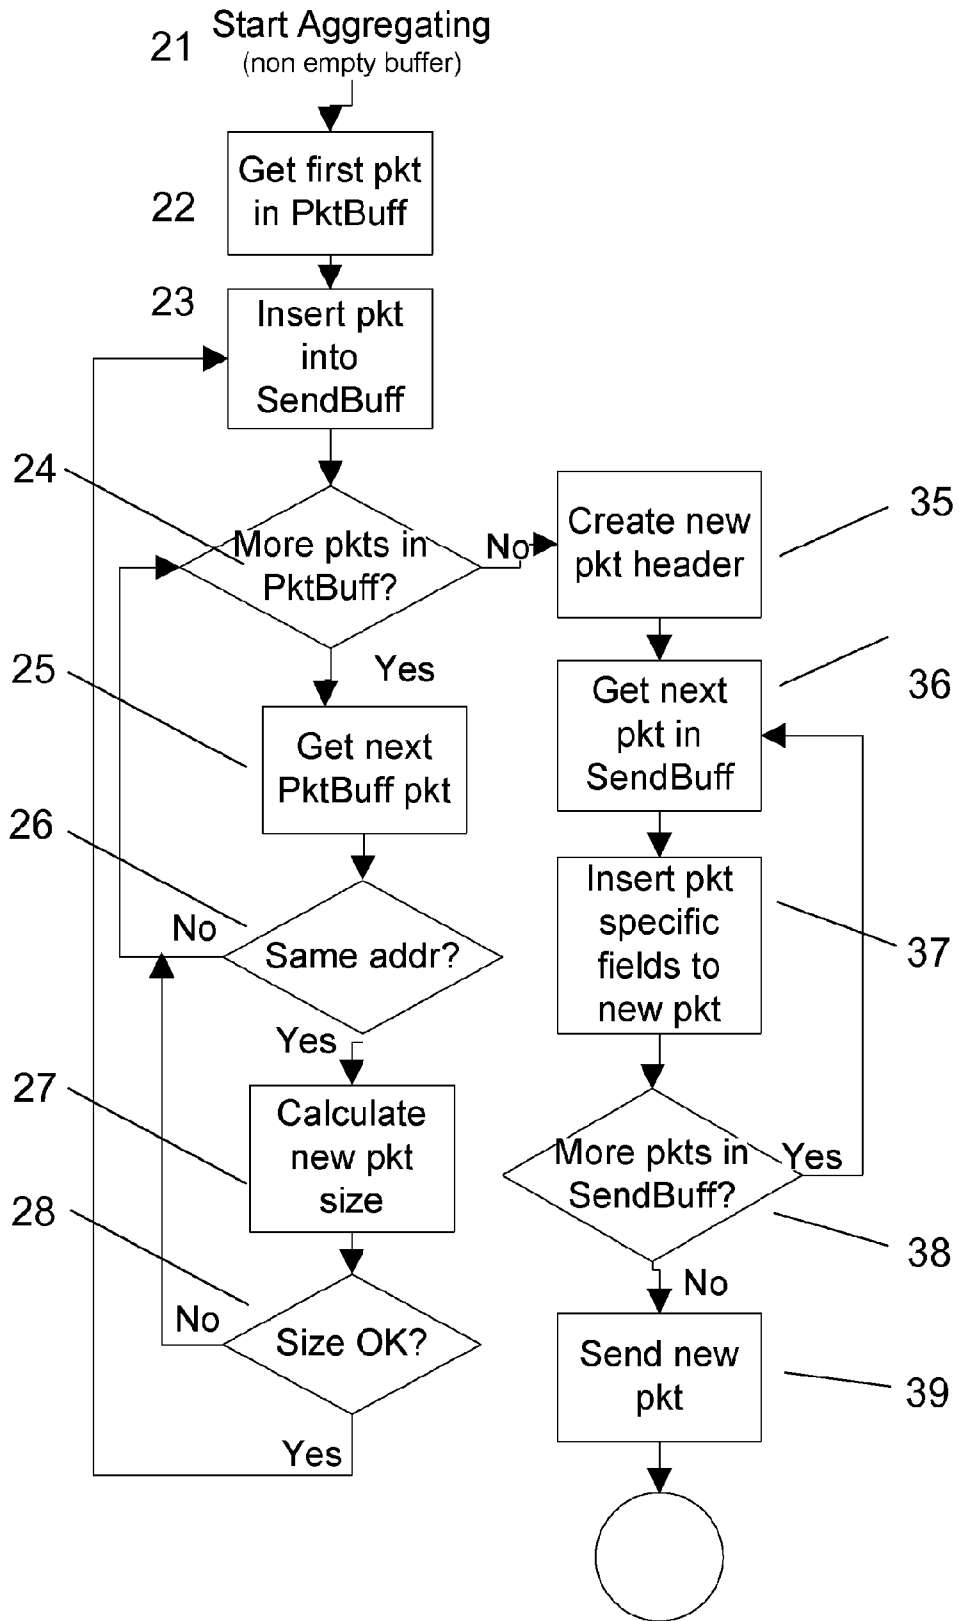 21
Start Aggregating
(non empty buffer)
22
Get first pkt
in PktBuff
23
Insert pkt
into
SendBuff
24
More pkts in
PktBuff?
No
Yes
25
Get next
PktBuff pkt
26
Same addr?
No
Yes
27
Calculate
new pkt
size
28
Size OK?
No
Yes
35
Create new
pkt header
36
Get next
pkt in
SendBuff
37
Insert pkt
specific
fields to
new pkt
38
More pkts in
SendBuff?
Yes
No
39
Send new
pkt